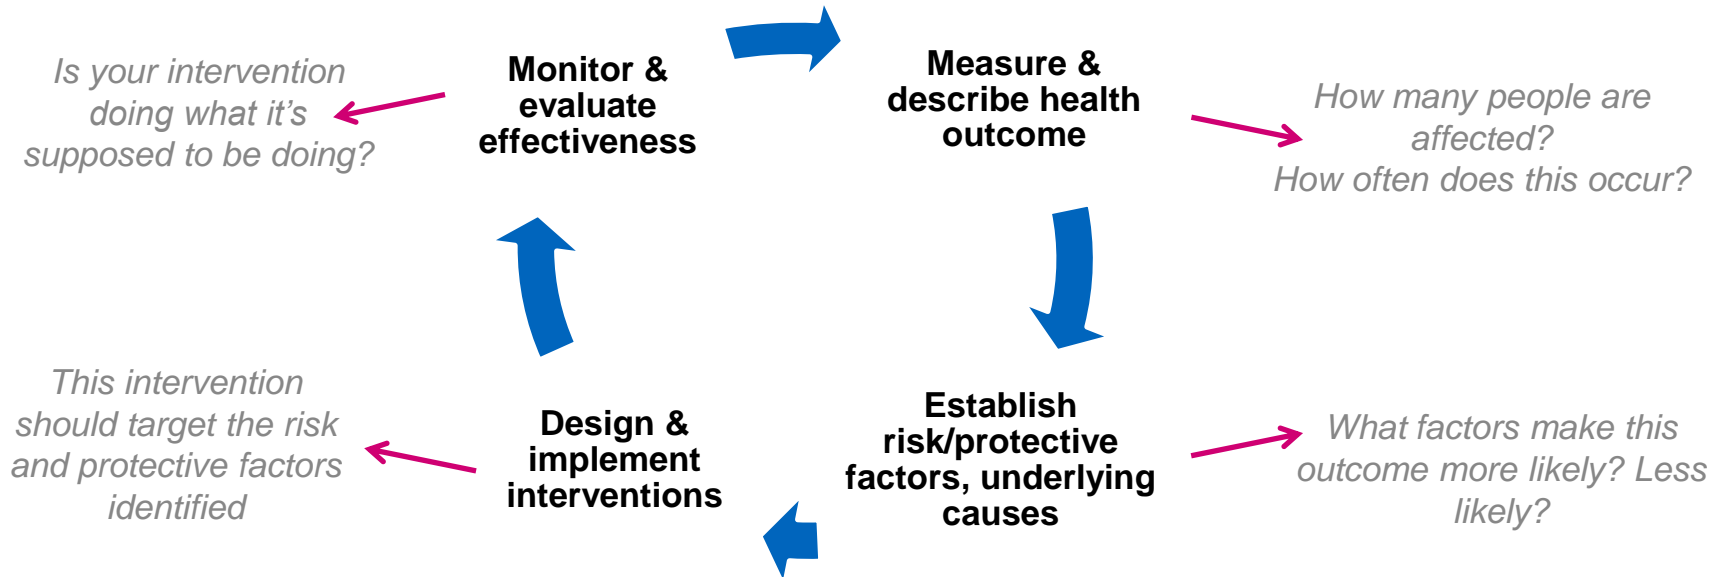 Is your intervention
doing what it's
supposed to be doing?
Monitor &
evaluate
effectiveness
Measure &
describe health
outcome
How many people are
affected?
How often does this occur?
This intervention
should target the risk
and protective factors
identified
Design &
implement
interventions
Establish
risk/protective
factors, underlying
causes
What factors make this
outcome more likely? Less
likely?